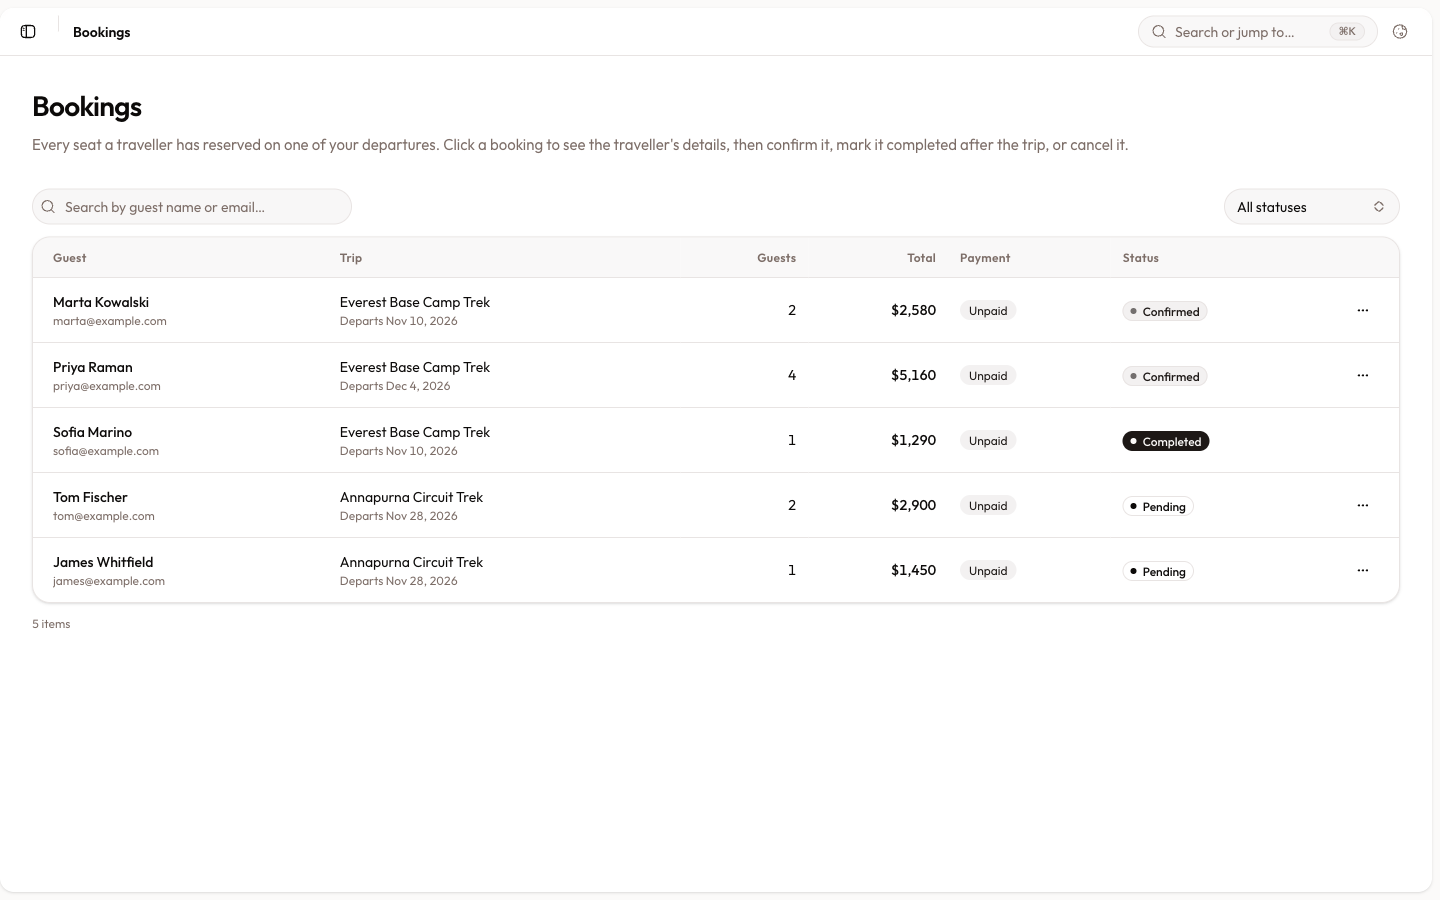 Bookings
Search or jump to...
⌘K
Bookings
Every seat a traveller has reserved on one of your departures. Click a booking to see the traveller's details, then confirm it, mark it completed after the trip, or cancel it.
Search by guest name or email...
All statuses
Guest Trip Guests Total Payment Status
Marta Kowalski Everest Base Camp Trek 2 $2,580 Unpaid Confirmed
marta@example.com Departs Nov 10, 2026
Priya Raman Everest Base Camp Trek 4 $5,160 Unpaid Confirmed
priya@example.com Departs Dec 4, 2026
Sofia Marino Everest Base Camp Trek 1 $1,290 Unpaid Completed
sofia@example.com Departs Nov 10, 2026
Tom Fischer Annapurna Circuit Trek 2 $2,900 Unpaid Pending
tom@example.com Departs Nov 28, 2026
James Whitfield Annapurna Circuit Trek 1 $1,450 Unpaid Pending
james@example.com Departs Nov 28, 2026
5 items